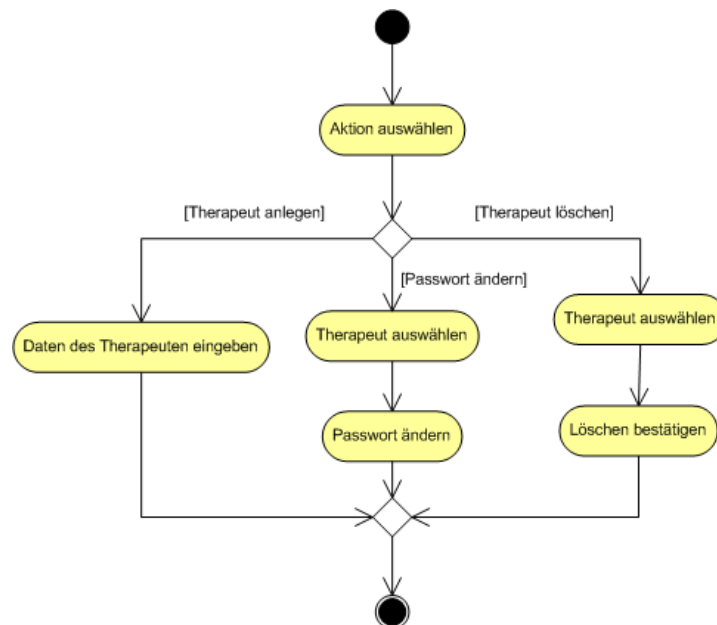 Aktion auswählen
[Therapeut anlegen]
[Therapeut löschen]
[Passwort ändern]
Daten des Therapeuten eingeben
Therapeut auswählen
Therapeut auswählen
Passwort ändern
Löschen bestätigen